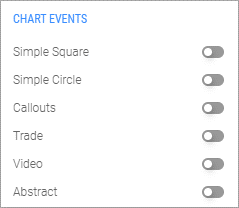 CHART EVENTS
Simple Square
Simple Circle
Callouts
Trade
Video
Abstract